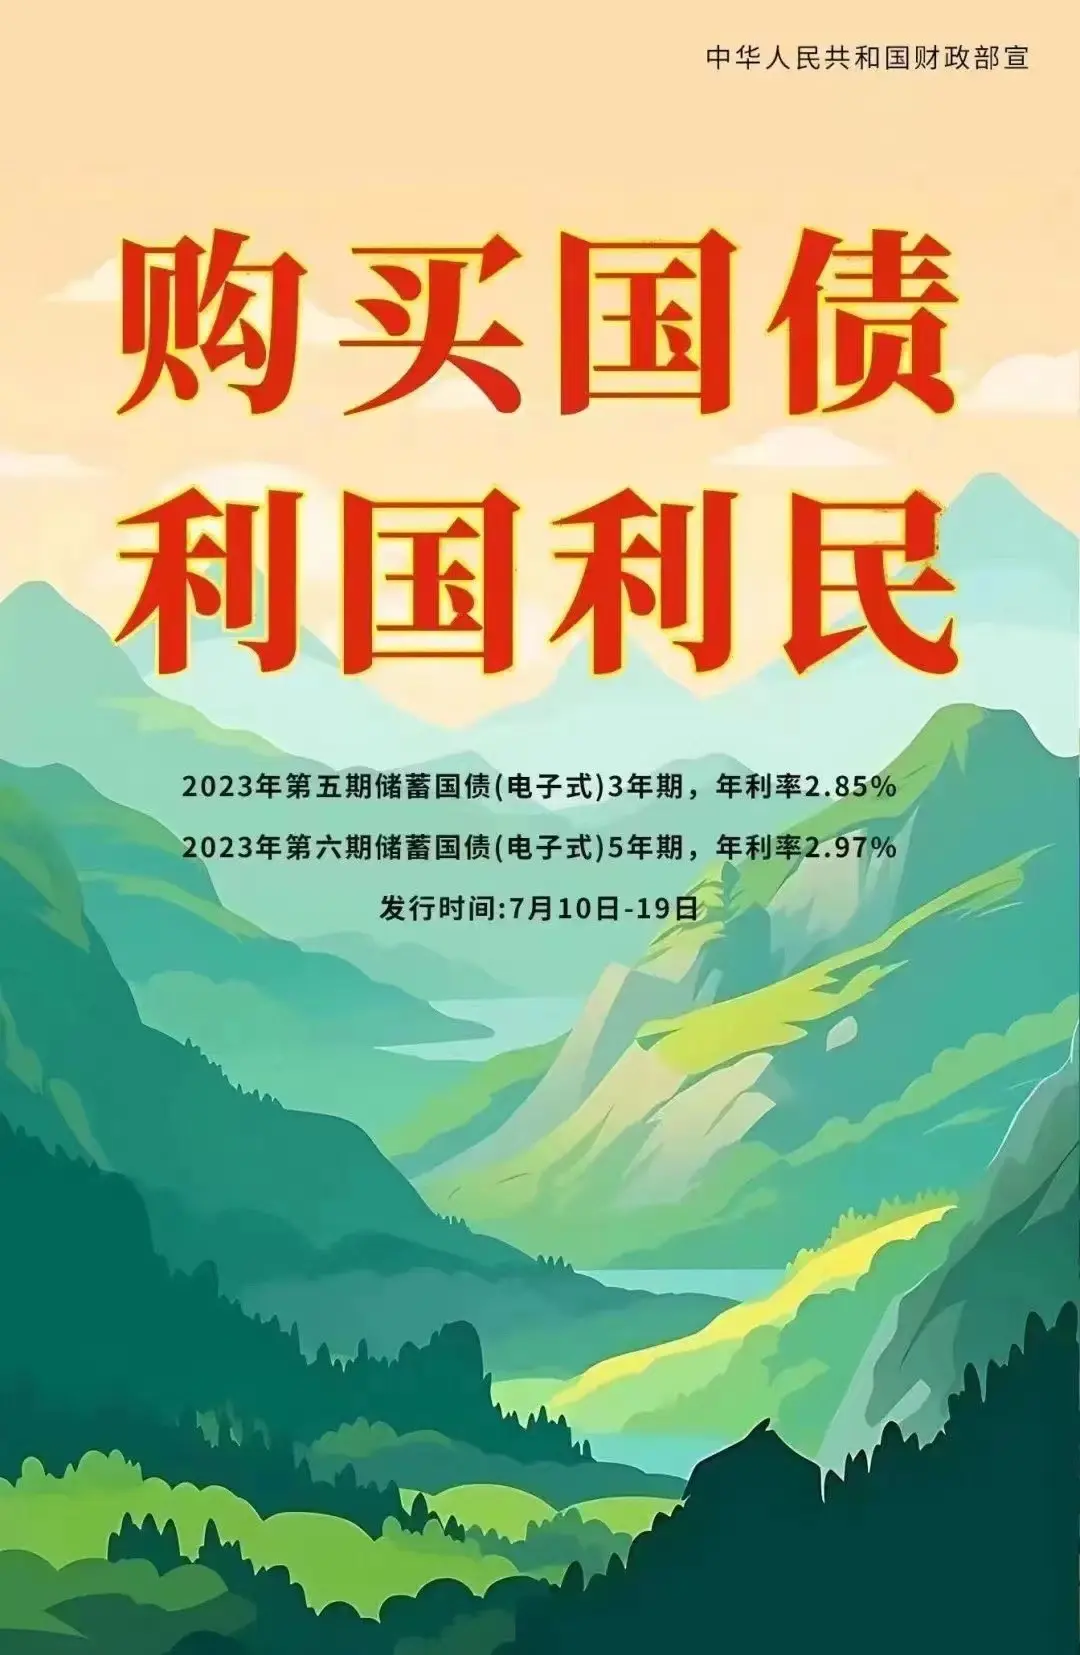 中华人民共和国财政部宣
购买国债
利国利民
2023年第五期储蓄国债(电子式)3年期，年利率2.85%
2023年第六期储蓄国债(电子式)5年期，年利率2.97%
发行时间:7月10日-19日